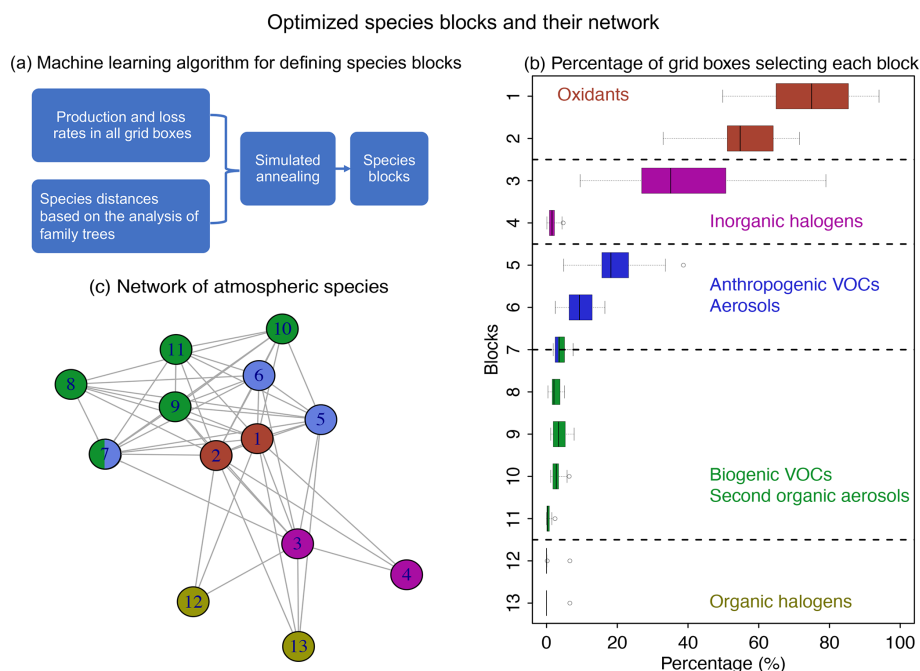 Optimized species blocks and their network
(a) Machine learning algorithm for defining species blocks
Production and loss
rates in all grid boxes
Species distances
based on the analysis of
family trees
Simulated
annealing
Species
blocks
(b) Percentage of grid boxes selecting each block
Oxidants
Inorganic halogens
Anthropogenic VOCs
Aerosols
Biogenic VOCs
Second organic aerosols
Organic halogens
Blocks
1
2
3
4
5
6
7
8
9
10
11
12
13
0
20
40
60
80
100
Percentage (%)
(c) Network of atmospheric species
10
11
6
8
9
5
1
7
2
3
4
12
13